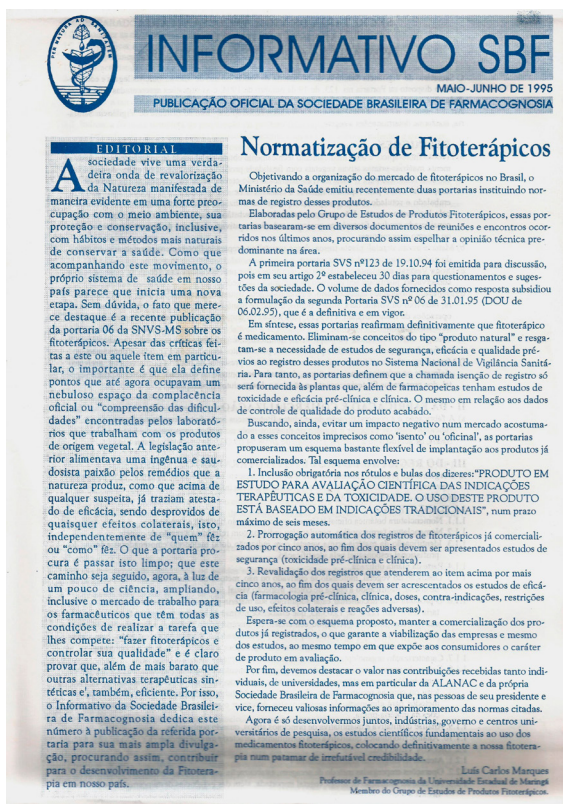 DER NATURA AD SANITATEM
INFORMATIVO SBF
MAIO-JUNHO DE 1995
PUBLICAÇÃO OFICIAL DA SOCIEDADE BRASILEIRA DE FARMACOGNOSIA
EDITORIAL
A sociedade vive uma verda-
deira onda de revalorização
da Natureza manifestada de
maneira evidente em uma forte preo-
cupação com o meio ambiente, sua
proteção e conservação, inclusive,
com hábitos e métodos mais naturais
de conservar a saúde. Como que
acompanhando este movimento, o
próprio sistema de saúde em nosso
país parece que inicia uma nova
etapa. Sem dúvida, o fato que mere-
ce destaque é a recente publicação
da portaria 06 da SNVS-MS sobre os
fitoterápicos. Apesar das críticas fei-
tas a este ou aquele item em particu-
lar, o importante é que ela define
pontos que até agora ocupavam um
nebuloso espaço da complacência
oficial ou "compreensão das dificul-
dades" encontradas pelos laborató-
rios que trabalham com os produtos
de origem vegetal. A legislação ante-
rior alimentava uma ingênua e sau-
dosista paixão pelos remédios que a
natureza produz, como que acima de
qualquer suspeita, já traziam atesta-
do de eficácia, sendo desprovidos de
quaisquer efeitos colaterais, isto,
independentemente de "quem" fêz
ou "como" fêz. O que a portaria pro-
cura é passar isto limpo; que este
caminho seja seguido, agora, à luz de
um pouco de ciência, ampliando,
inclusive o mercado de trabalho para
os farmacêuticos que têm todas as
condições de realizar a tarefa que
lhes compete: "fazer fitoterápicos e
controlar sua qualidade" e é claro
provar que, além de mais barato que
outras alternativas terapêuticas sin-
téticas e', também, eficiente. Por isso,
o Informativo da Sociedade Brasilei-
ra de Farmacognosia dedica este
número à publicação da referida por-
taria para sua mais ampla divulga-
ção, procurando assim, contribuir
para o desenvolvimento da Fitotera-
pia em nosso país.
Normatização de Fitoterápicos
Objetivando a organização do mercado de fitoterápicos no Brasil, o
Ministério da Saúde emitiu recentemente duas portarias instituindo nor-
mas de registro desses produtos.
Elaboradas pelo Grupo de Estudos de Produtos Fitoterápicos, essas por-
tarias basearam-se em diversos documentos de reuniões e encontros ocor-
ridos nos últimos anos, procurando assim espelhar a opinião técnica pre-
dominante na área.
A primeira portaria SVS nº123 de 19.10.94 foi emitida para discussão,
pois em seu artigo 2º estabeleceu 30 dias para questionamentos e suges-
tões da sociedade. O volume de dados fornecidos como resposta subsidiou
a formulação da segunda Portaria SVS nº 06 de 31.01.95 (DOU de
06.02.95), que é a definitiva e em vigor.
Em síntese, essas portarias reafirmam definitivamente que fitoterápico
é medicamento. Eliminam-se conceitos do tipo "produto natural" e resga-
tam-se a necessidade de estudos de segurança, eficácia e qualidade pré-
vios ao registro desses produtos no Sistema Nacional de Vigilância Sanitá-
ria. Para tanto, as portarias definem que a chamada isenção de registro só
será fornecida às plantas que, além de farmacopeicas tenham estudos de
toxicidade e eficácia pré-clínica e clínica. O mesmo em relação aos dados
de controle de qualidade do produto acabado.
Buscando, ainda, evitar um impacto negativo num mercado acostuma-
do a esses conceitos imprecisos como 'isento' ou 'oficinal', as portarias
propuseram um esquema bastante flexível de implantação aos produtos já
comercializados. Tal esquema envolve:
1. Inclusão obrigatória nos rótulos e bulas dos dizeres:"PRODUTO EM
ESTUDO PARA AVALIAÇÃO CIENTÍFICA DAS INDICAÇÕES
TERAPÊUTICAS E DA TOXICIDADE. O USO DESTE PRODUTO
ESTÁ BASEADO EM INDICAÇÕES TRADICIONAIS", num prazo
máximo de seis meses.
2. Prorrogação automática dos registros de fitoterápicos já comerciali-
zados por cinco anos, ao fim dos quais devem ser apresentados estudos de
segurança (toxicidade pré-clínica e clínica).
3. Revalidação dos registros que atenderem ao item acima por mais
cinco anos, ao fim dos quais devem ser acrescentados os estudos de eficá-
cia (farmacologia pré-clínica, clínica, doses, contra-indicações, restrições
de uso, efeitos colaterais e reações adversas).
Espera-se com o esquema proposto, manter a comercialização dos pro-
dutos já registrados, o que garante a viabilização das empresas e mesmo
dos estudos, ao mesmo tempo em que expõe aos consumidores o caráter
de produto em avaliação.
Por fim, devemos destacar o valor nas contribuições recebidas tanto indi-
viduais, de universidades, mas em particular da ALANAC e da própria
Sociedade Brasileira de Farmacognosia que, nas pessoas de seu presidente e
vice, forneceu valiosas informações ao aprimoramento das normas citadas.
Agora é só desenvolvermos juntos, indústrias, governo e centros uni-
versitários de pesquisa, os estudos científicos fundamentais ao uso dos
medicamentos fitoterápicos, colocando definitivamente a nossa fitotera-
pia num patamar de irrefutável credibilidade.
Luís Carlos Marques
Professor de Farmacognosia da Universidade Estadual de Maringá
Membro do Grupo de Estudos de Produtos Fitoterápicos.